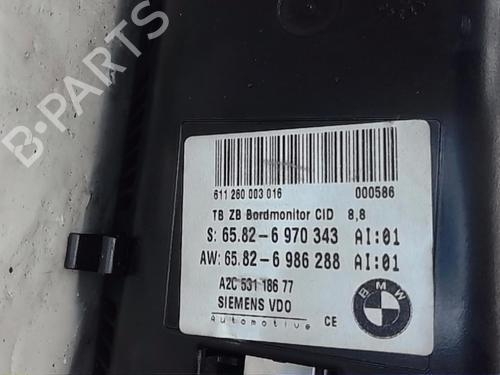 B-PARTS
611 260 003 016 000586
TB ZB Bordmonitor CID 8,8
S: 65.82-6 970 343 AI:01
AW: 65.82-6 986 288 AI:01
A2C 531 186 77
SIEMENS VDO
Automotive CE
BMW